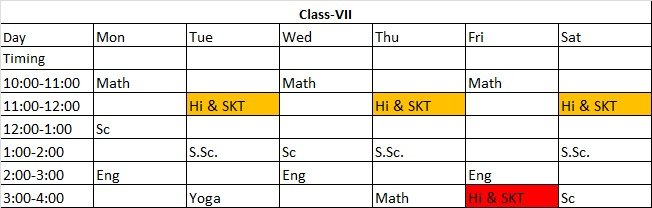 Class-VII
Day Mon Tue Wed Thu Fri Sat
Timing
10:00-11:00 Math Math Math
11:00-12:00 Hi & SKT Hi & SKT Hi & SKT
12:00-1:00 Sc
1:00-2:00 S.Sc. Sc S.Sc. S.Sc.
2:00-3:00 Eng Eng Eng
3:00-4:00 Yoga Math Hi & SKT Sc